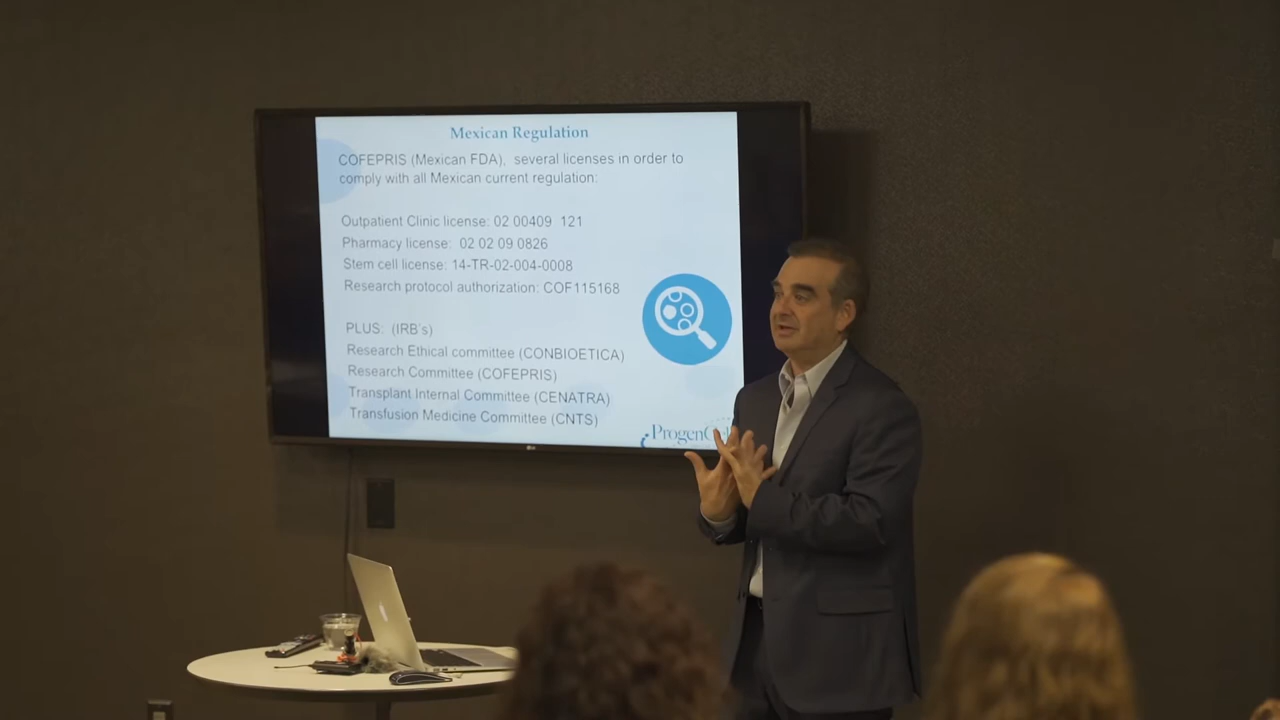 Mexican Regulation
COFEPRIS (Mexican FDA), several licenses in order to
comply with all Mexican current regulation:
Outpatient Clinic license: 02 00409 121
Pharmacy license: 02 02 09 0826
Stem cell license: 14-TR-02-004-0008
Research protocol authorization: COF115168
PLUS: (IRB's)
Research Ethical committee (CONBIOETICA)
Research Committee (COFEPRIS)
Transplant Internal Committee (CENATRA)
Transfusion Medicine Committee (CNTS)
LG